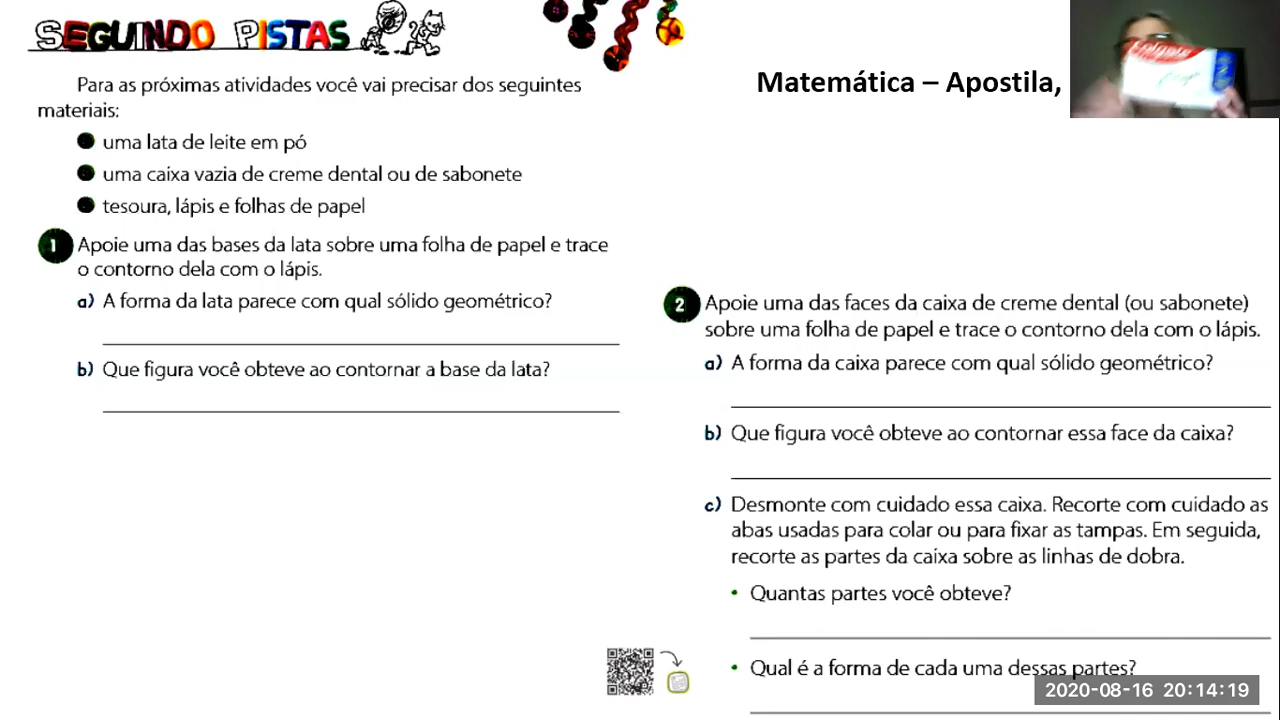 SEGUINDO PISTAS
Para as próximas atividades você vai precisar dos seguintes
materiais:
uma lata de leite em pó
uma caixa vazia de creme dental ou de sabonete
tesoura, lápis e folhas de papel
1 Apoie uma das bases da lata sobre uma folha de papel e trace
o contorno dela com o lápis.
a) A forma da lata parece com qual sólido geométrico?
b) Que figura você obteve ao contornar a base da lata?
Matemática – Apostila,
Colgate
2 Apoie uma das faces da caixa de creme dental (ou sabonete)
sobre uma folha de papel e trace o contorno dela com o lápis.
a) A forma da caixa parece com qual sólido geométrico?
b) Que figura você obteve ao contornar essa face da caixa?
c) Desmonte com cuidado essa caixa. Recorte com cuidado as
abas usadas para colar ou para fixar as tampas. Em seguida,
recorte as partes da caixa sobre as linhas de dobra.
• Quantas partes você obteve?
• Qual é a forma de cada uma dessas partes?
2020-08-16 20:14:19